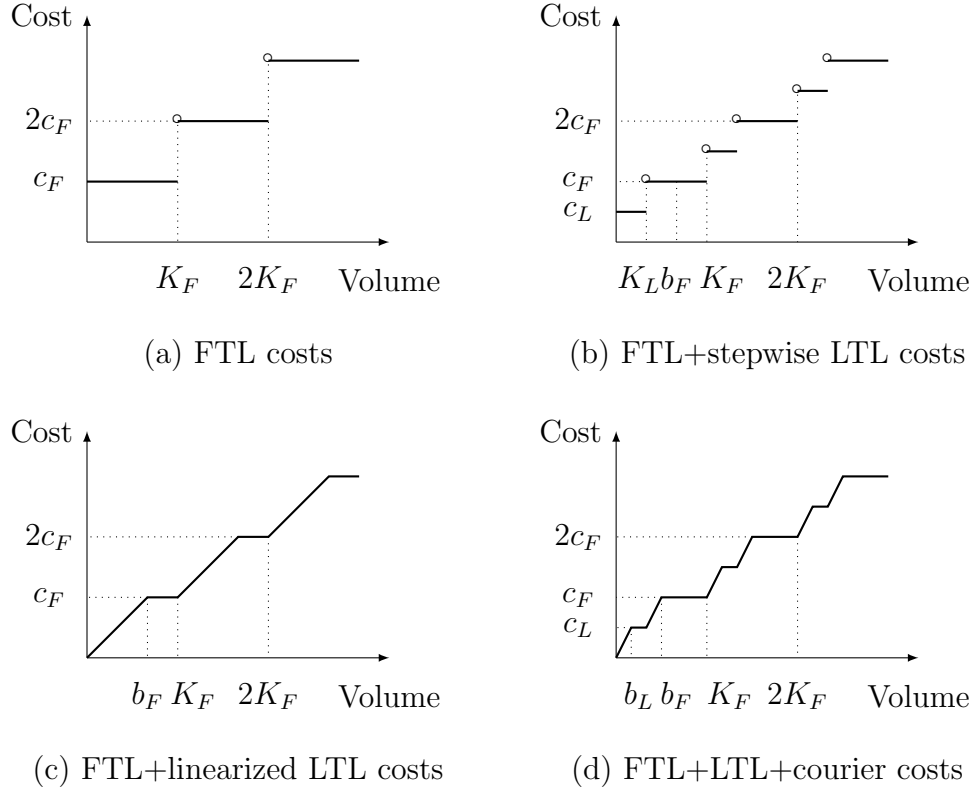 Cost
2c_F
c_F
K_F 2K_F Volume
(a) FTL costs
Cost
2c_F
c_F
c_L
K_L b_F K_F 2K_F Volume
(b) FTL+stepwise LTL costs
Cost
2c_F
c_F
b_F K_F 2K_F Volume
(c) FTL+linearized LTL costs
Cost
2c_F
c_F
c_L
b_L b_F K_F 2K_F Volume
(d) FTL+LTL+courier costs